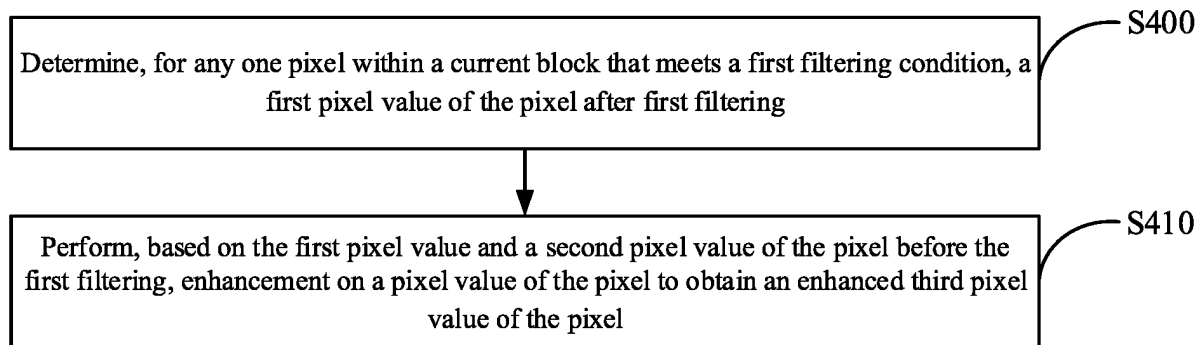 S400
Determine, for any one pixel within a current block that meets a first filtering condition, a
first pixel value of the pixel after first filtering
S410
Perform, based on the first pixel value and a second pixel value of the pixel before the
first filtering, enhancement on a pixel value of the pixel to obtain an enhanced third pixel
value of the pixel